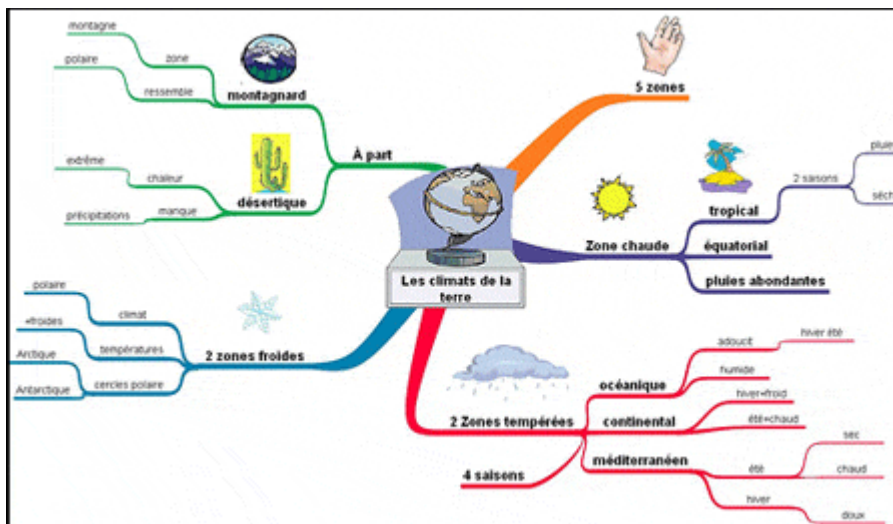 Les climats de la
terre
5 zones
Zone chaude
tropical
2 saisons
pluie
sèch
équatorial
pluies abondantes
2 Zones tempérées
océanique
adoucit
hiver été
humide
continental
hiver+froid
été+chaud
méditerranéen
été
sec
chaud
hiver
doux
4 saisons
2 zones froides
climat
polaire
températures
+froides
cercles polaire
Arctique
Antarctique
À part
montagnard
zone
montagne
ressemble
polaire
désertique
chaleur
extrême
manque
précipitations